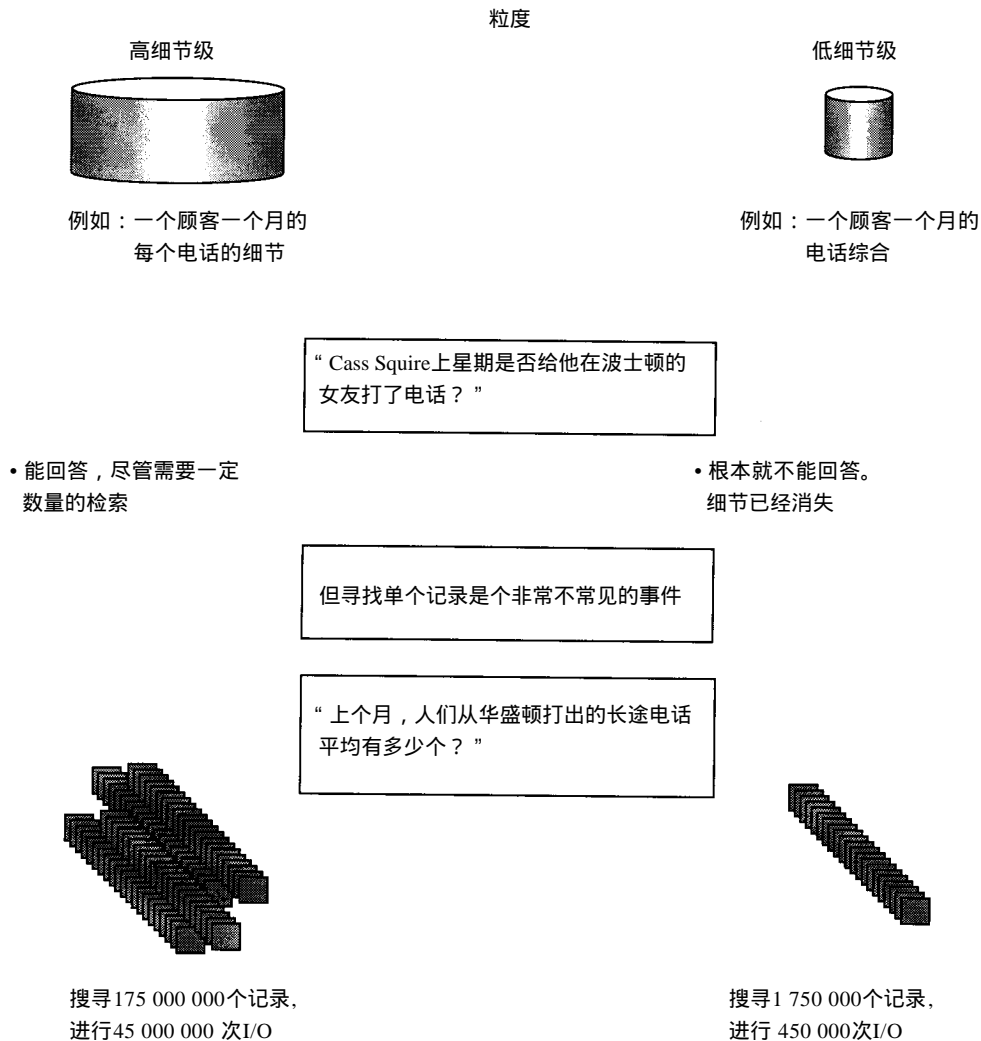 粒度
高细节级
低细节级
例如：一个顾客一个月的
每个电话的细节
例如：一个顾客一个月的
电话综合
“ Cass Squire上星期是否给他在波士顿的
女友打了电话？”
• 能回答，尽管需要一定
数量的检索
• 根本就不能回答。
细节已经消失
但寻找单个记录是个非常不常见的事件
“ 上个月，人们从华盛顿打出的长途电话
平均有多少个？”
搜寻175 000 000个记录,
进行45 000 000 次I/O
搜寻1 750 000个记录,
进行 450 000次I/O